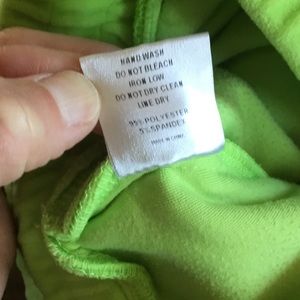 HAND WASH
DO NOT BLEACH
IRON LOW
DO NOT DRY CLEAN
LINE DRY
95% POLYESTER
5% SPANDEX
MADE IN CHINA